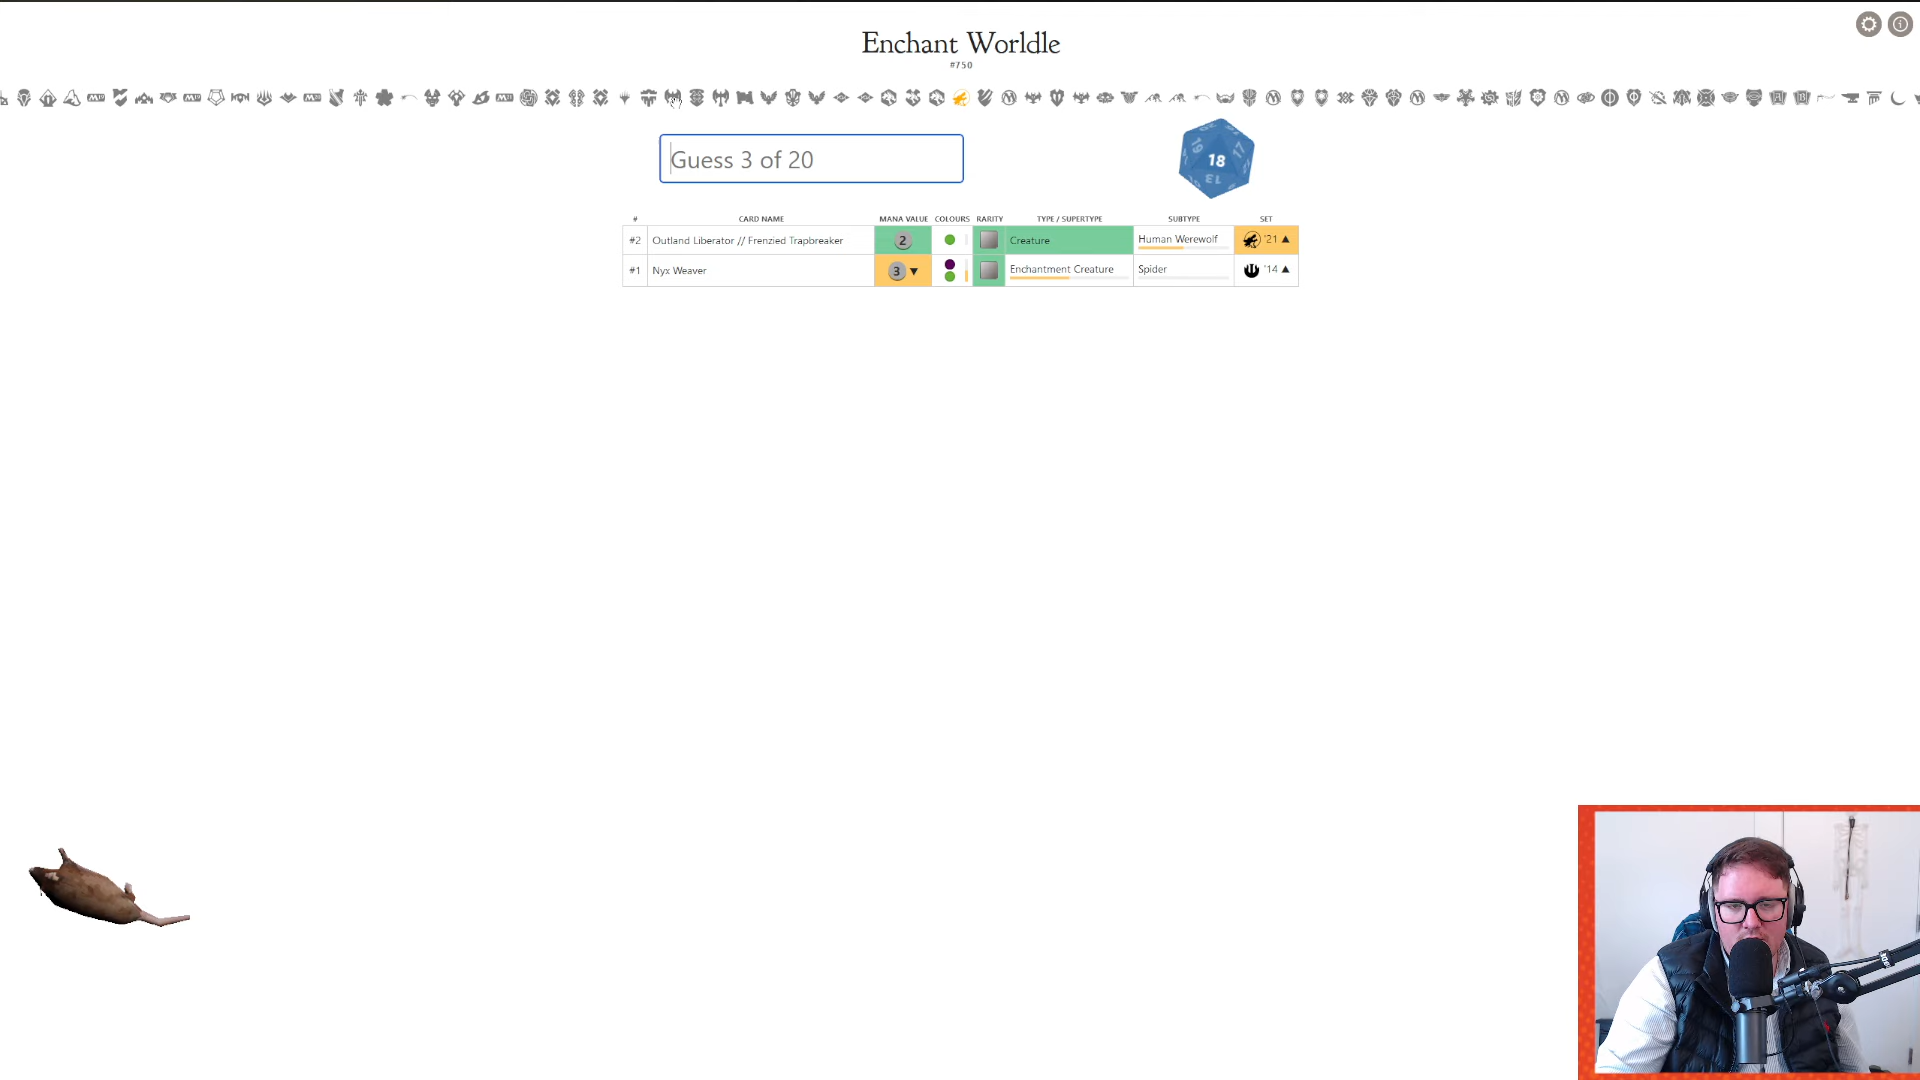 Enchant Worldle
#750
Guess 3 of 20
18
# CARD NAME MANA VALUE COLOURS RARITY TYPE / SUPERTYPE SUBTYPE SET
#2 Outland Liberator // Frenzied Trapbreaker 2 Creature Human Werewolf '21 ▲
#1 Nyx Weaver 3 ▼ Enchantment Creature Spider '14 ▲